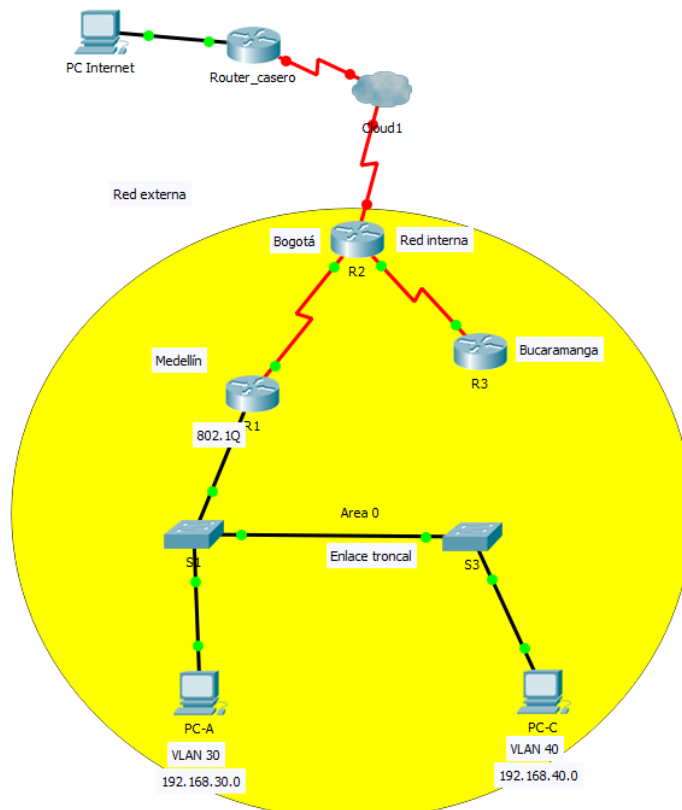 PC Internet
Router_casero
Cloud1
Red externa
Bogotá
Red interna
R2
Medellín
Bucaramanga
R3
R1
802.1Q
Area 0
Enlace troncal
S1
S3
PC-A
PC-C
VLAN 30
VLAN 40
192.168.30.0
192.168.40.0